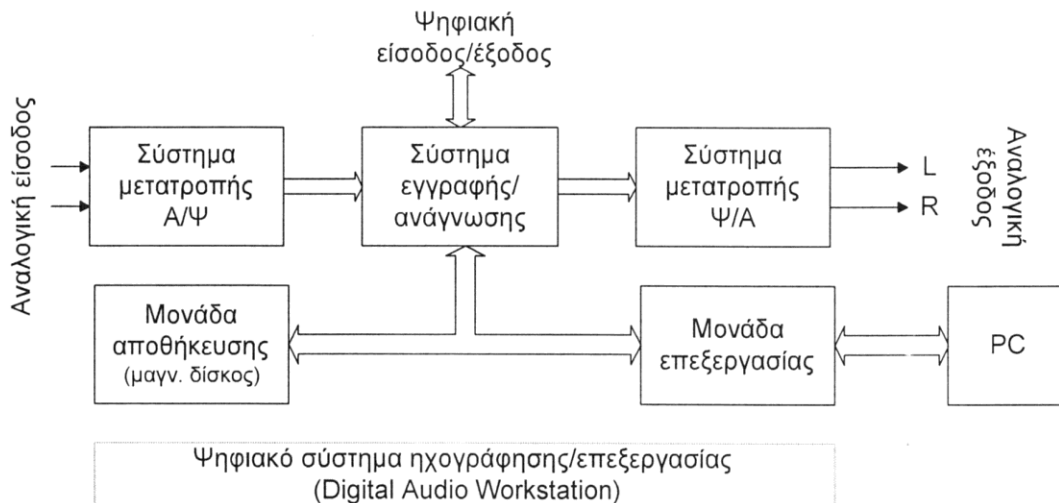 Ψηφιακή
είσοδος/έξοδος
Αναλογική είσοδος
Σύστημα
μετατροπής
Α/Ψ
Σύστημα
εγγραφής/
ανάγνωσης
Σύστημα
μετατροπής
Ψ/Α
L
R
Αναλογική
έξοδος
Μονάδα
αποθήκευσης
(μαγν. δίσκος)
Μονάδα
επεξεργασίας
PC
Ψηφιακό σύστημα ηχογράφησης/επεξεργασίας
(Digital Audio Workstation)